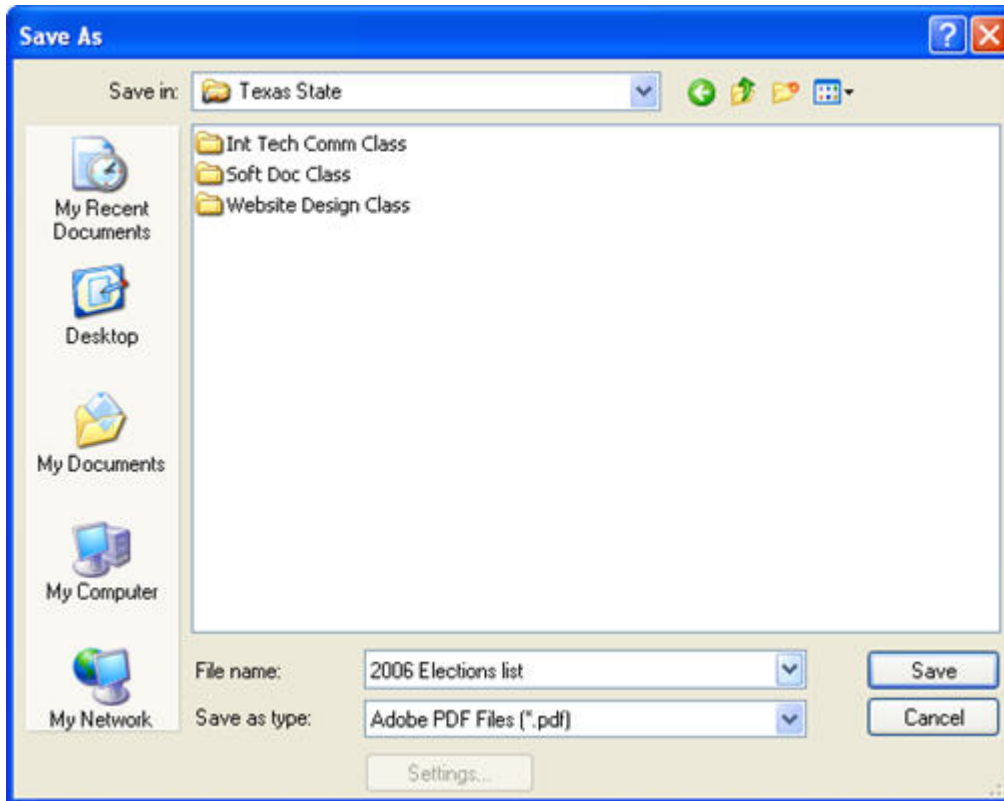 Save As
Save in: Texas State
Int Tech Comm Class
Soft Doc Class
Website Design Class
My Recent
Documents
Desktop
My Documents
My Computer
My Network
File name: 2006 Elections list Save
Save as type: Adobe PDF Files (*.pdf) Cancel
Settings...